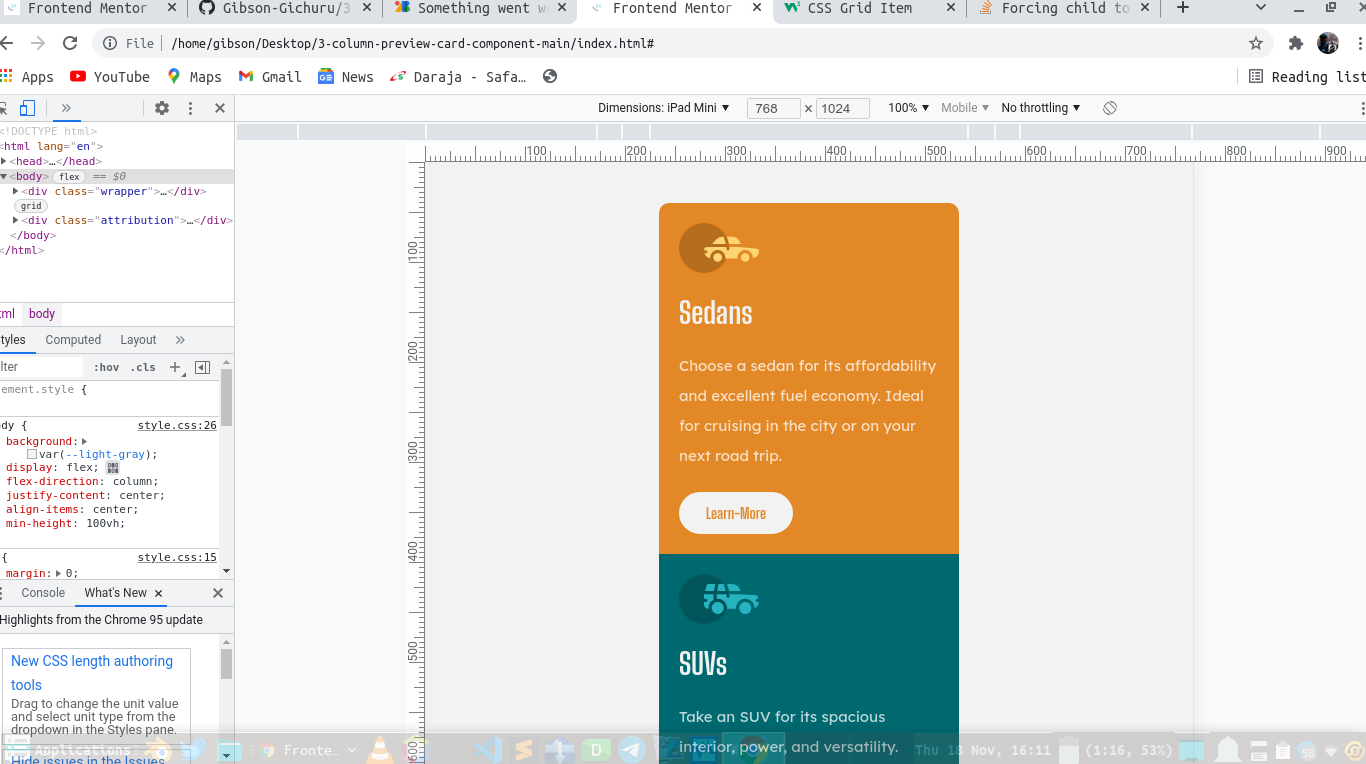 Frontend Mentor
Gibson-Gichuru/3
Something went w
Frontend Mentor
CSS Grid Item
Forcing child to
File
/home/gibson/Desktop/3-column-preview-card-component-main/index.html#
Apps
YouTube
Maps
Gmail
News
Daraja - Safa…
Reading list
Dimensions: iPad Mini
768
1024
100%
Mobile
No throttling
<!DOCTYPE html>
<html lang="en">
<head>…</head>
<body> flex == $0
<div class="wrapper">…</div>
grid
<div class="attribution">…</div>
</body>
</html>
tml
body
tyles
Computed
Layout
lter
:hov
.cls
ement.style {
ody {
style.css:26
background:
var(--light-gray);
display: flex;
flex-direction: column;
justify-content: center;
align-items: center;
min-height: 100vh;
{
style.css:15
margin: 0;
Console
What's New
Highlights from the Chrome 95 update
New CSS length authoring
tools
Drag to change the unit value
and select unit type from the
dropdown in the Styles pane.
Hide issues in the Issues
100
200
300
400
500
600
700
800
900
100
200
300
400
500
600
Sedans
Choose a sedan for its affordability
and excellent fuel economy. Ideal
for cruising in the city or on your
next road trip.
Learn-More
SUVs
Take an SUV for its spacious
interior, power, and versatility.
Applications
Fronte…
D
Thu 18 Nov, 16:11
(1:16, 53%)